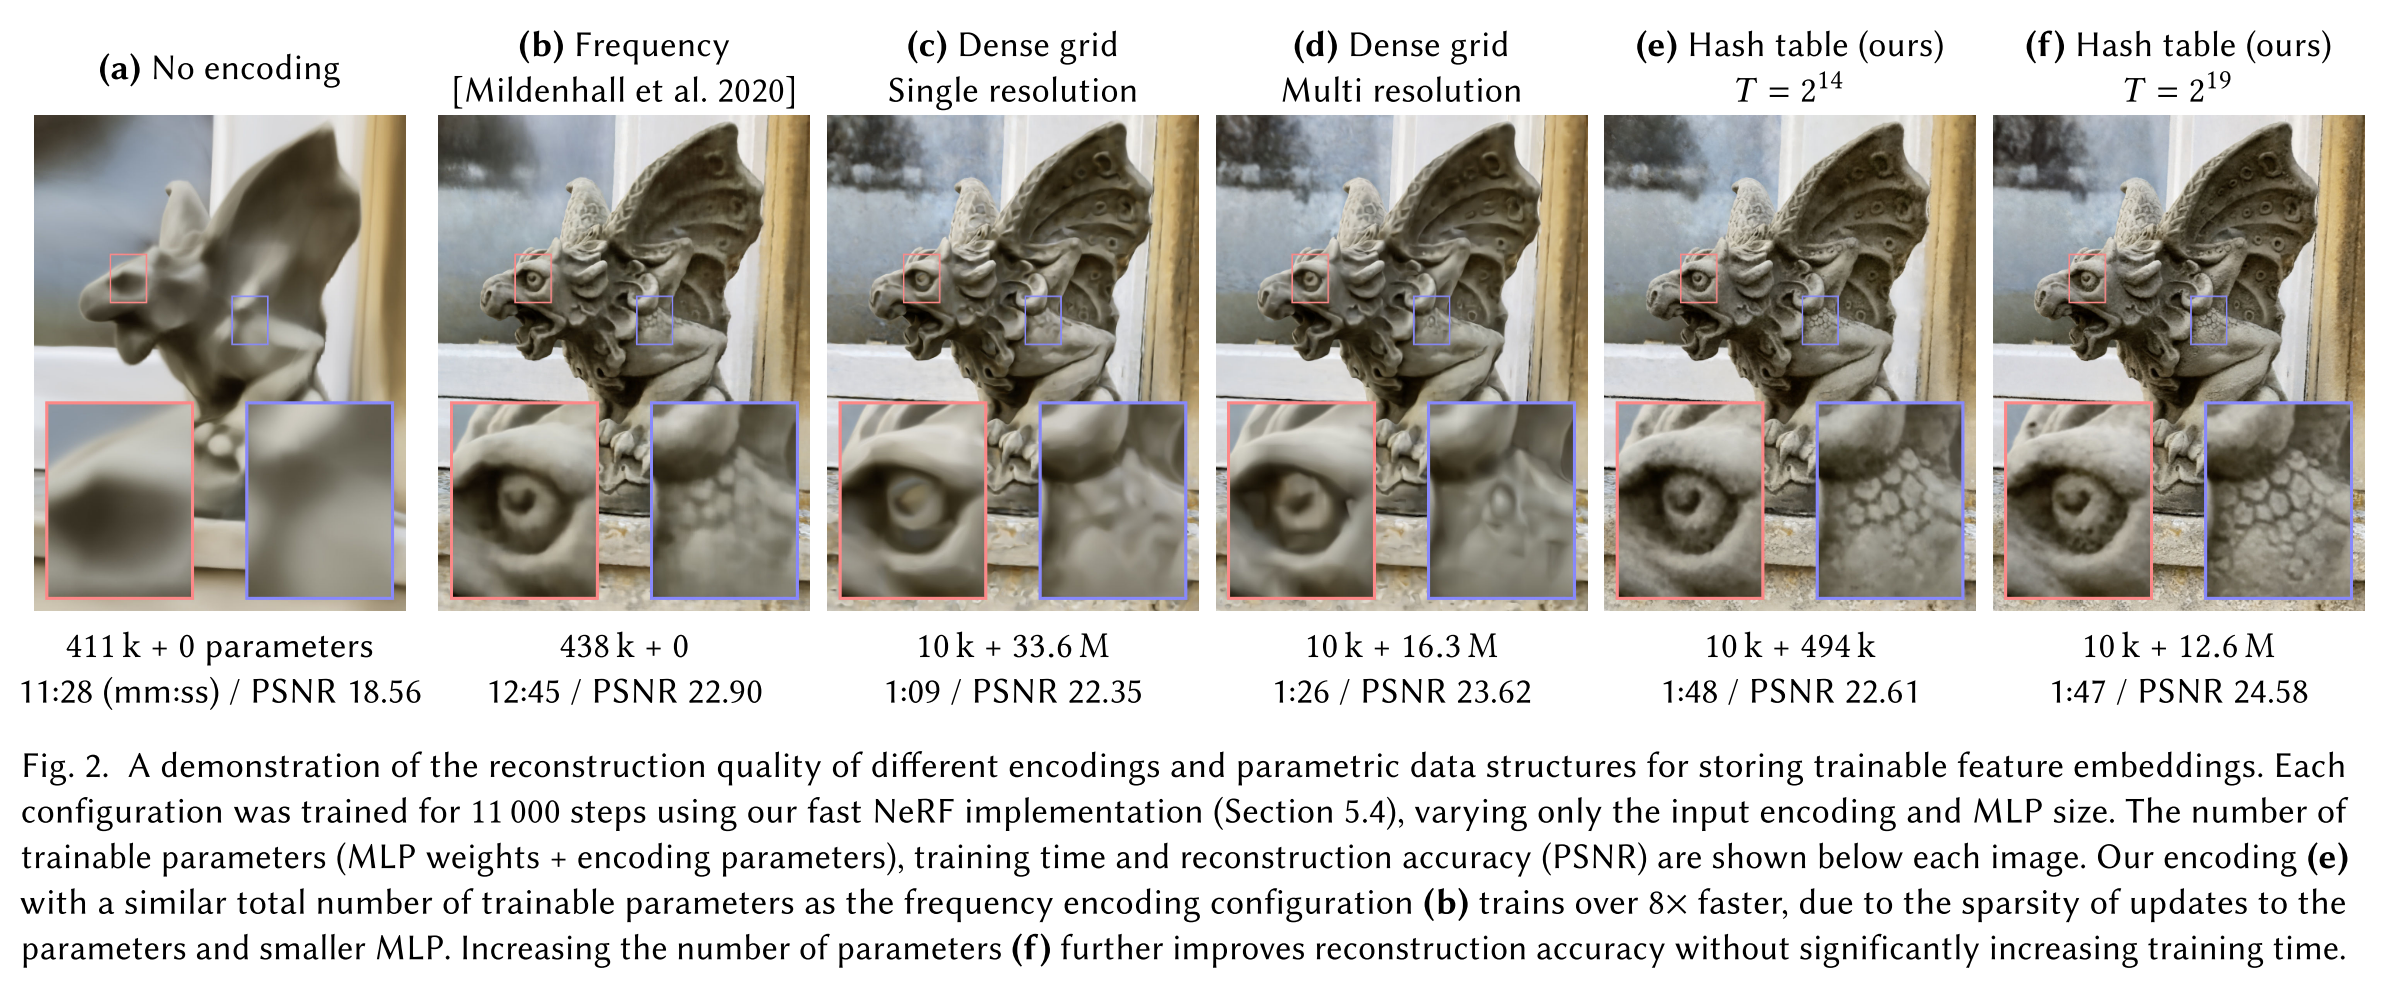 (a) No encoding
(b) Frequency
[Mildenhall et al. 2020]
(c) Dense grid
Single resolution
(d) Dense grid
Multi resolution
(e) Hash table (ours)
T = 2¹⁴
(f) Hash table (ours)
T = 2¹⁹
411 k + 0 parameters
11:28 (mm:ss) / PSNR 18.56
438 k + 0
12:45 / PSNR 22.90
10 k + 33.6 M
1:09 / PSNR 22.35
10 k + 16.3 M
1:26 / PSNR 23.62
10 k + 494 k
1:48 / PSNR 22.61
10 k + 12.6 M
1:47 / PSNR 24.58
Fig. 2. A demonstration of the reconstruction quality of different encodings and parametric data structures for storing trainable feature embeddings. Each
configuration was trained for 11 000 steps using our fast NeRF implementation (Section 5.4), varying only the input encoding and MLP size. The number of
trainable parameters (MLP weights + encoding parameters), training time and reconstruction accuracy (PSNR) are shown below each image. Our encoding (e)
with a similar total number of trainable parameters as the frequency encoding configuration (b) trains over 8× faster, due to the sparsity of updates to the
parameters and smaller MLP. Increasing the number of parameters (f) further improves reconstruction accuracy without significantly increasing training time.